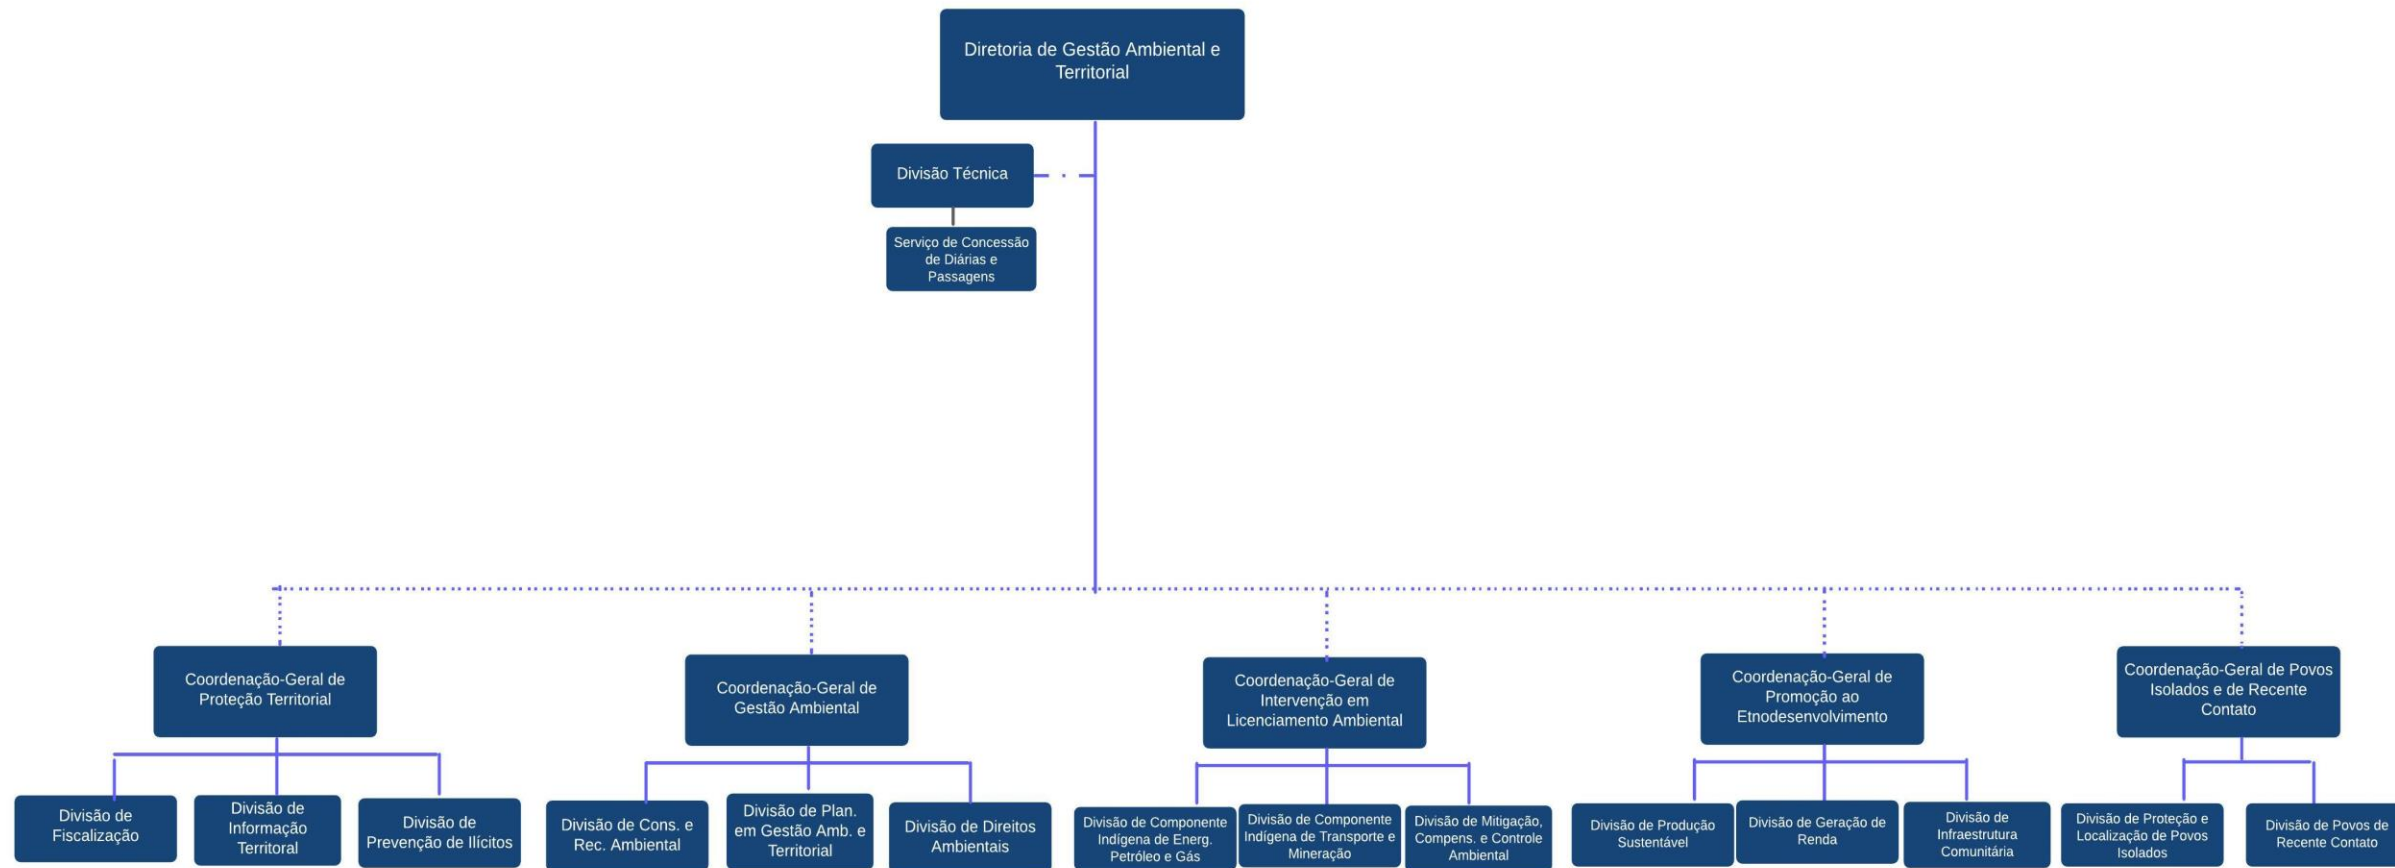 Diretoria de Gestão Ambiental e
Territorial
Divisão Técnica
Serviço de Concessão
de Diárias e
Passagens
Coordenação-Geral de
Proteção Territorial
Coordenação-Geral de
Gestão Ambiental
Coordenação-Geral de
Intervenção em
Licenciamento Ambiental
Coordenação-Geral de
Promoção ao
Etnodesenvolvimento
Coordenação-Geral de Povos
Isolados e de Recente
Contato
Divisão de
Fiscalização
Divisão de
Informação
Territoral
Divisão de
Prevenção de Ilícitos
Divisão de Cons. e
Rec. Ambiental
Divisão de Plan.
em Gestão Amb. e
Territorial
Divisão de Direitos
Ambientais
Divisão de Componente
Indígena de Energ.
Petróleo e Gás
Divisão de Componente
Indígena de Transporte e
Mineração
Divisão de Mitigação,
Compens. e Controle
Ambiental
Divisão de Produção
Sustentável
Divisão de Geração de
Renda
Divisão de
Infraestrutura
Comunitária
Divisão de Proteção e
Localização de Povos
Isolados
Divisão de Povos de
Recente Contato